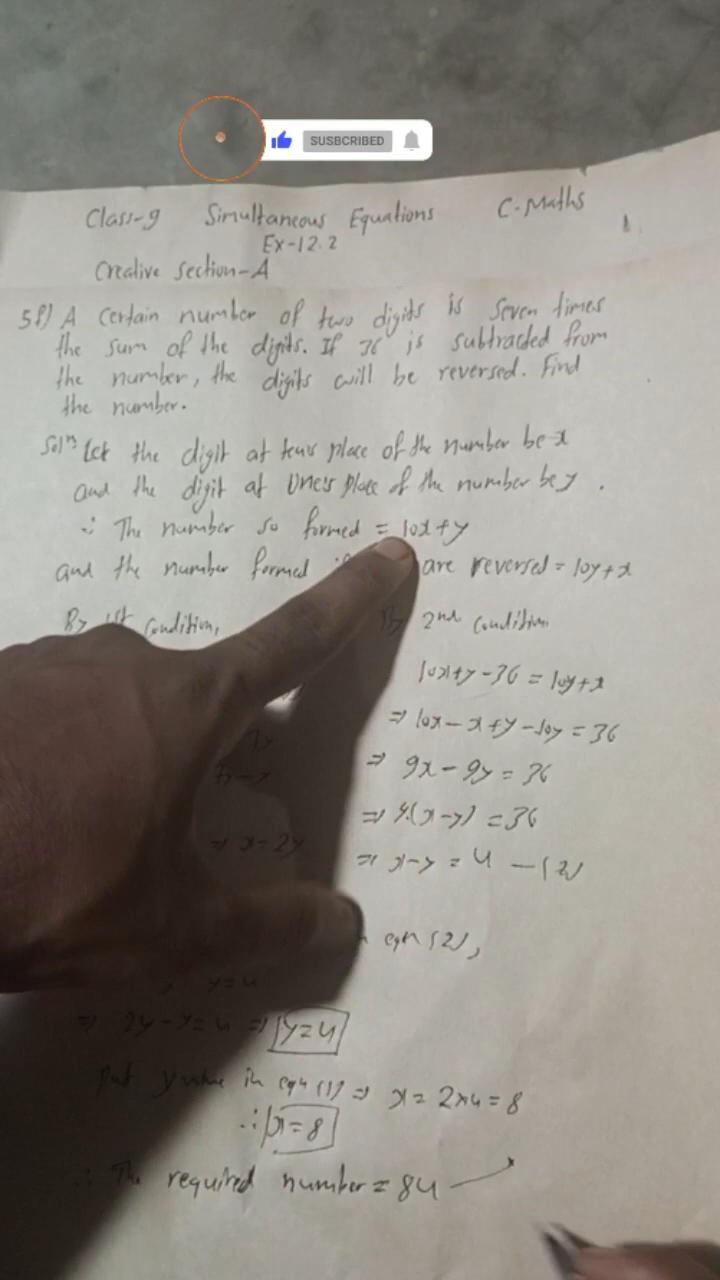 SUSBCRIBED
Class-9 Simultaneous Equations C. Maths
Ex-12.2
Creative Section-A
5f) A certain number of two digits is seven times
the sum of the digits. If 36 is subtracted from
the number, the digits will be reversed. Find
the number.
Solⁿ: Let the digit at tens place of the number be x
and the digit at one's place of the number be y.
∴ The number so formed = 10x+y
and the number formed are reversed = 10y+x
By 1st condition,
By 2nd condition
10x+y-36 = 10y+x
⇒ 10x-x+y-10y = 36
⇒ 9x-9y = 36
⇒ 9(x-y) = 36
⇒ x=2y
⇒ x-y = 4 —(2)
eqn (2),
y=4
⇒ 2y-y=4 ⇒ y=4
Put y value in eqn (1) ⇒ x = 2×4 = 8
∴ x=8
∴ The required number = 84